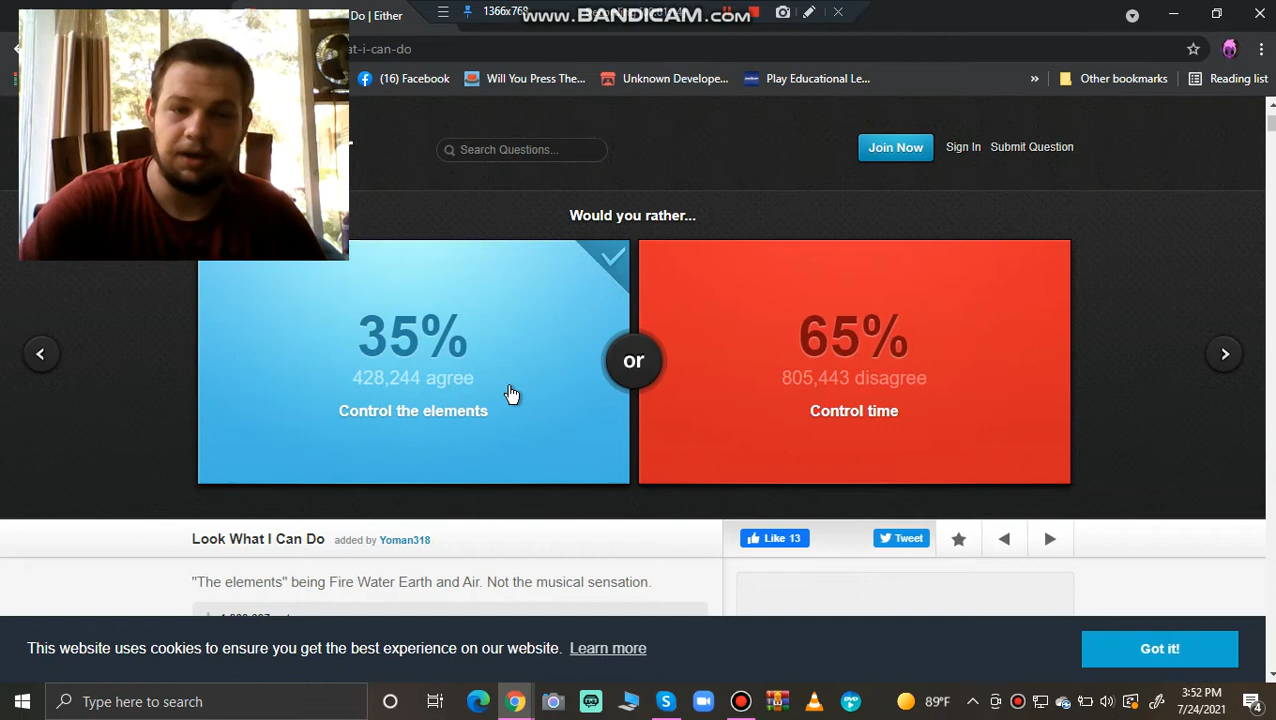 Do | Either
1366x768
www.BANDICAM.com
at-i-can-do
(16) Facebook
Will You Press The...
Unknown Develope...
Play Educational Le...
»
Other bookmarks
Reading list
Search Questions...
Join Now
Sign In
Submit Question
Would you rather...
35%
428,244 agree
Control the elements
or
65%
805,443 disagree
Control time
Look What I Can Do added by Yoman318
Like 13
Tweet
"The elements" being Fire Water Earth and Air. Not the musical sensation.
This website uses cookies to ensure you get the best experience on our website. Learn more
Got it!
Type here to search
89°F
3:52 PM
7/24/2021
4